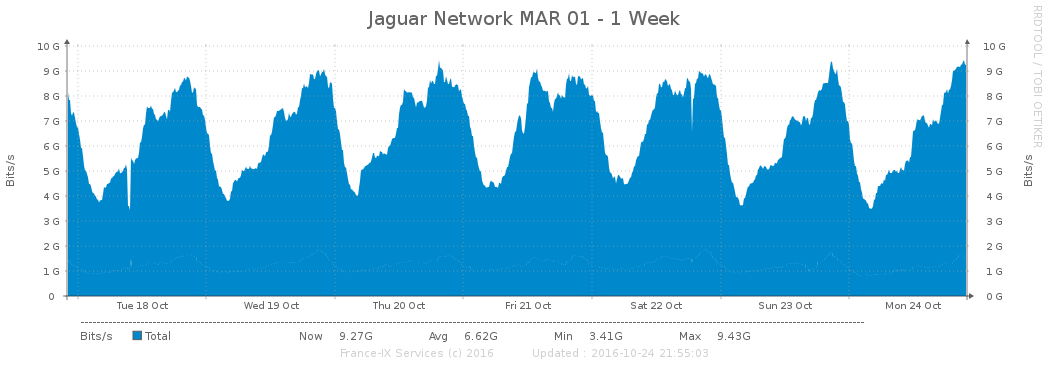 Jaguar Network MAR 01 - 1 Week
RRDTOOL / TOBI OETIKER
Bits/s
10 G 10 G
9 G 9 G
8 G 8 G
7 G 7 G
6 G 6 G
5 G 5 G
4 G 4 G
3 G 3 G
2 G 2 G
1 G 1 G
0 0 G
Bits/s
Tue 18 Oct Wed 19 Oct Thu 20 Oct Fri 21 Oct Sat 22 Oct Sun 23 Oct Mon 24 Oct
Bits/s Total Now 9.27G Avg 6.62G Min 3.41G Max 9.43G
France-IX Services (c) 2016 Updated : 2016-10-24 21:55:03